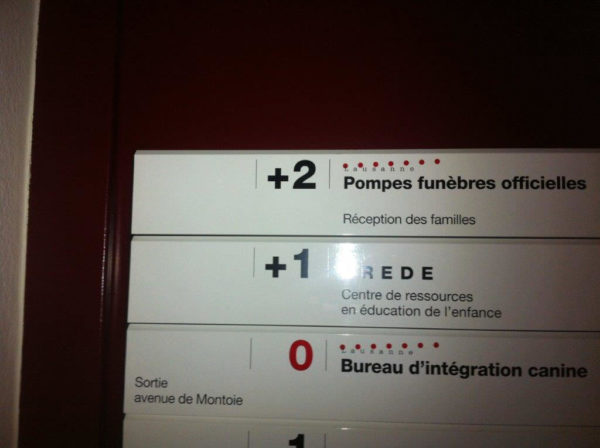 +2
Lausanne
Pompes funèbres officielles
Réception des familles
+1
REDE
Centre de ressources
en éducation de l'enfance
0
Lausanne
Bureau d'intégration canine
Sortie
avenue de Montoie